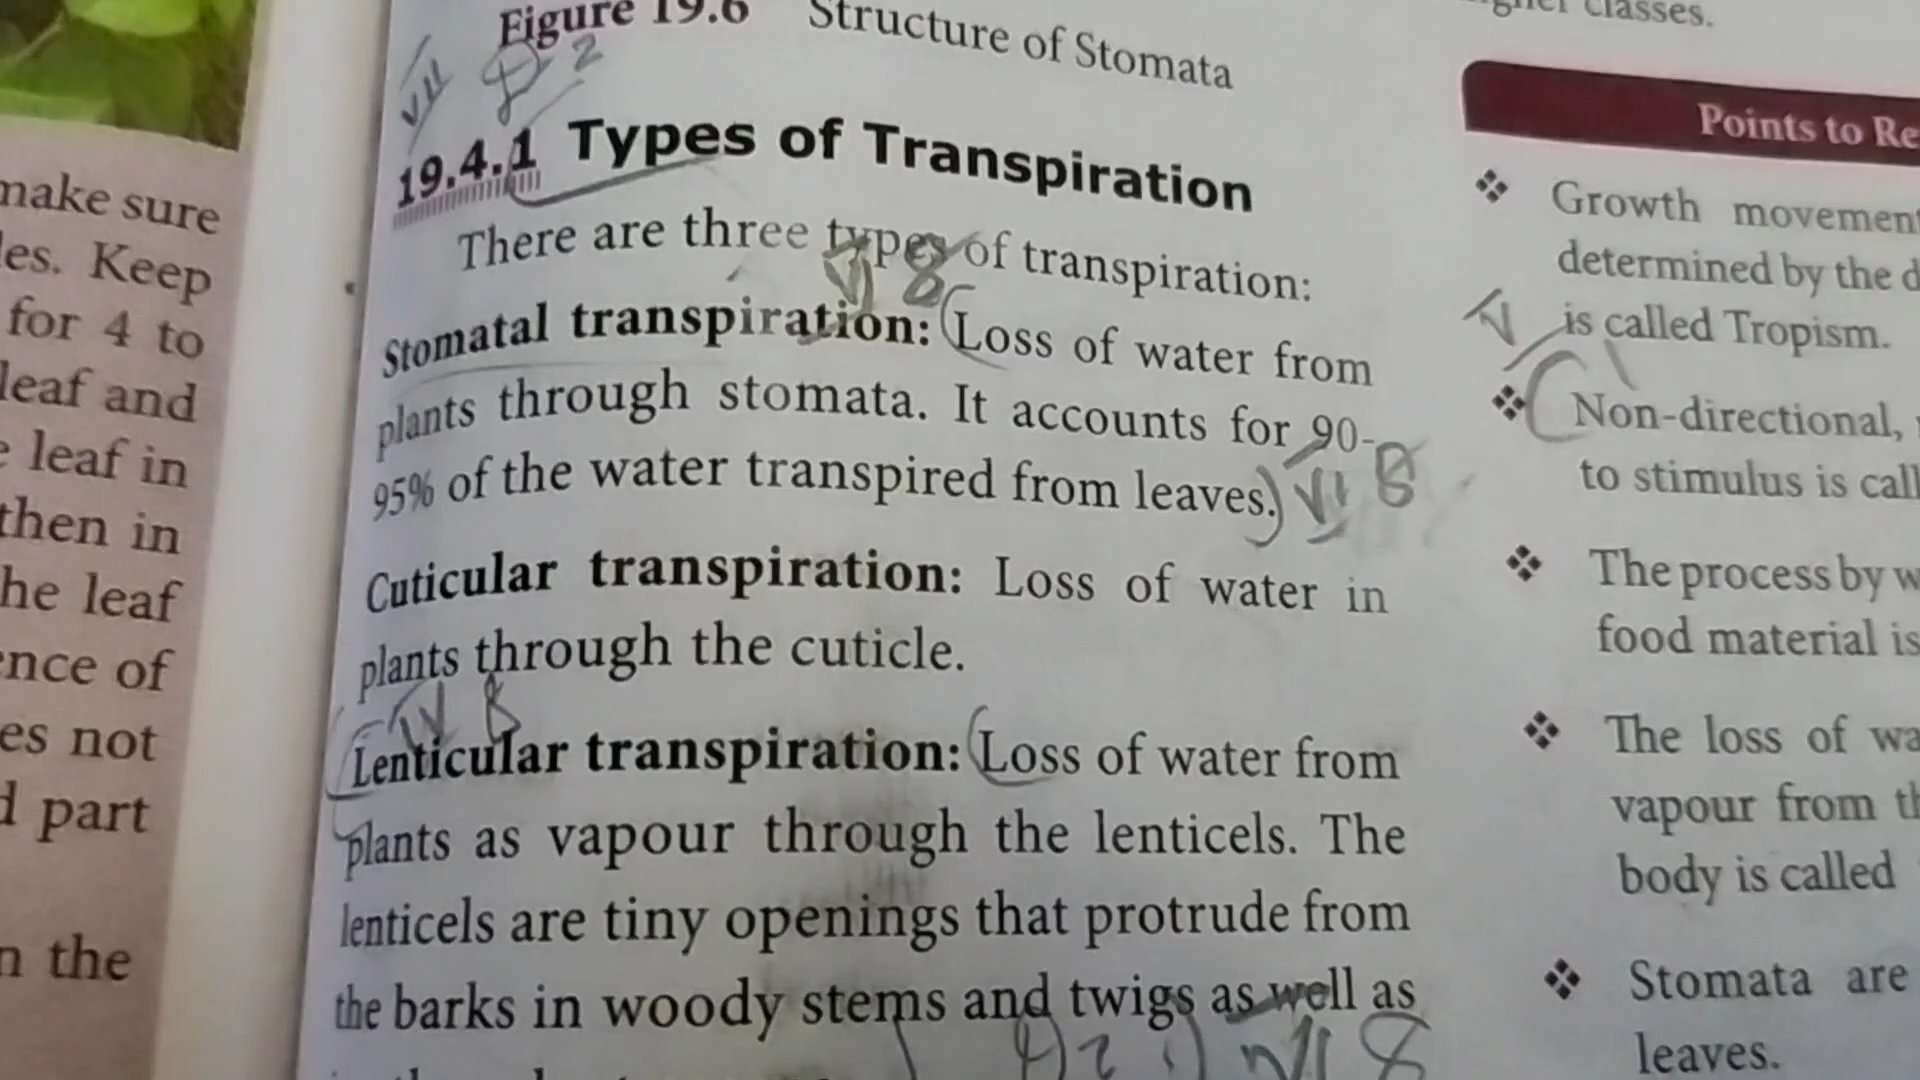 make sure
les. Keep
for 4 to
leaf and
leaf in
then in
he leaf
ence of
es not
d part
n the
Figure 19.6 Structure of Stomata
19.4.1 Types of Transpiration
There are three types of transpiration:
Stomatal transpiration: Loss of water from
plants through stomata. It accounts for 90-
95% of the water transpired from leaves.
Cuticular transpiration: Loss of water in
plants through the cuticle.
Lenticular transpiration: Loss of water from
plants as vapour through the lenticels. The
lenticels are tiny openings that protrude from
the barks in woody stems and twigs as well as
classes.
Points to Re
❖ Growth movement
determined by the d
is called Tropism.
❖ Non-directional,
to stimulus is call
❖ The process by w
food material is
❖ The loss of wa
vapour from th
body is called
❖ Stomata are
leaves.